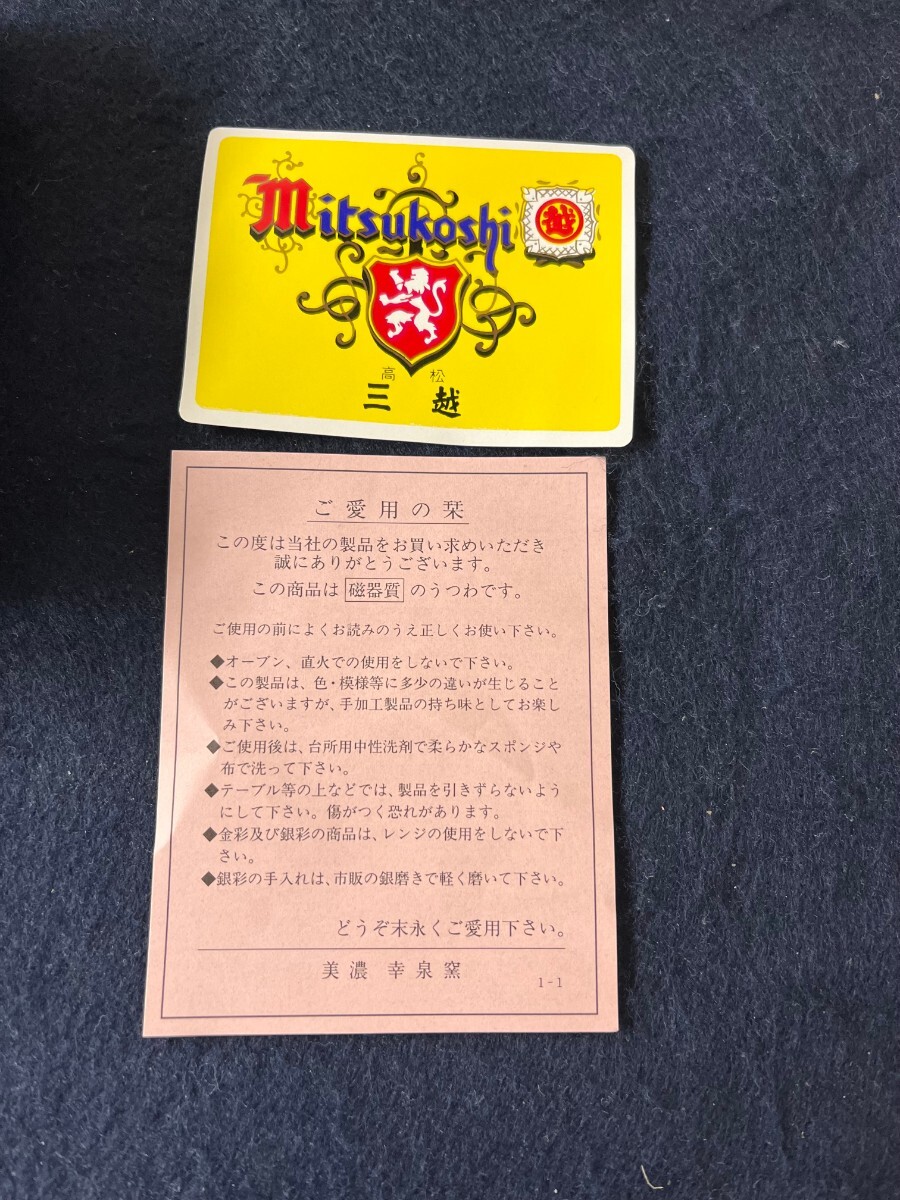 Mitsukoshi
越
高松
三越
ご愛用の栞
この度は当社の製品をお買い求めいただき
誠にありがとうございます。
この商品は 磁器質 のうつわです。
ご使用の前によくお読みのうえ正しくお使い下さい。
◆オーブン、直火での使用をしないで下さい。
◆この製品は、色・模様等に多少の違いが生じること
がございますが、手加工製品の持ち味としてお楽し
み下さい。
◆ご使用後は、台所用中性洗剤で柔らかなスポンジや
布で洗って下さい。
◆テーブル等の上などでは、製品を引きずらないよう
にして下さい。傷がつく恐れがあります。
◆金彩及び銀彩の商品は、レンジの使用をしないで下
さい。
◆銀彩の手入れは、市販の銀磨きで軽く磨いて下さい。
どうぞ末永くご愛用下さい。
美濃 幸泉窯
1-1